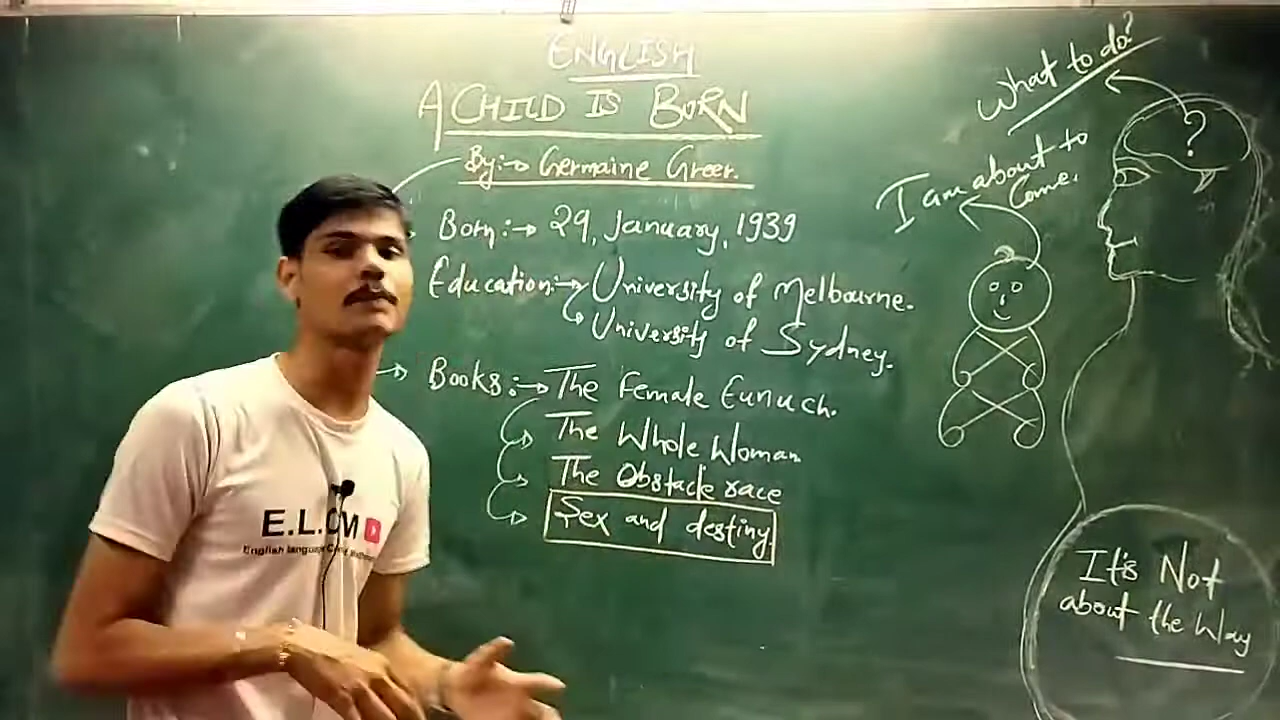 ENGLISH
A CHILD IS BORN
By:→ Germaine Greer.
Born:→ 29, January, 1939
Education:→ University of Melbourne.
University of Sydney.
Books:→ The Female Eunuch.
The Whole Woman
The Obstacle race
Sex and destiny
What to do?
?
I am about to
Come.
It's Not
about the Way
E.L.C
M
English language